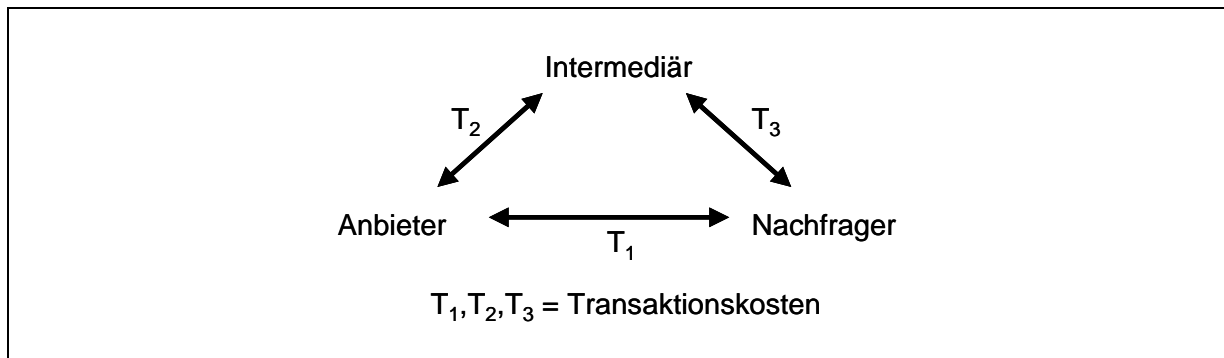 Intermediär
T₂ T₃
Anbieter Nachfrager
T₁
T₁,T₂,T₃ = Transaktionskosten